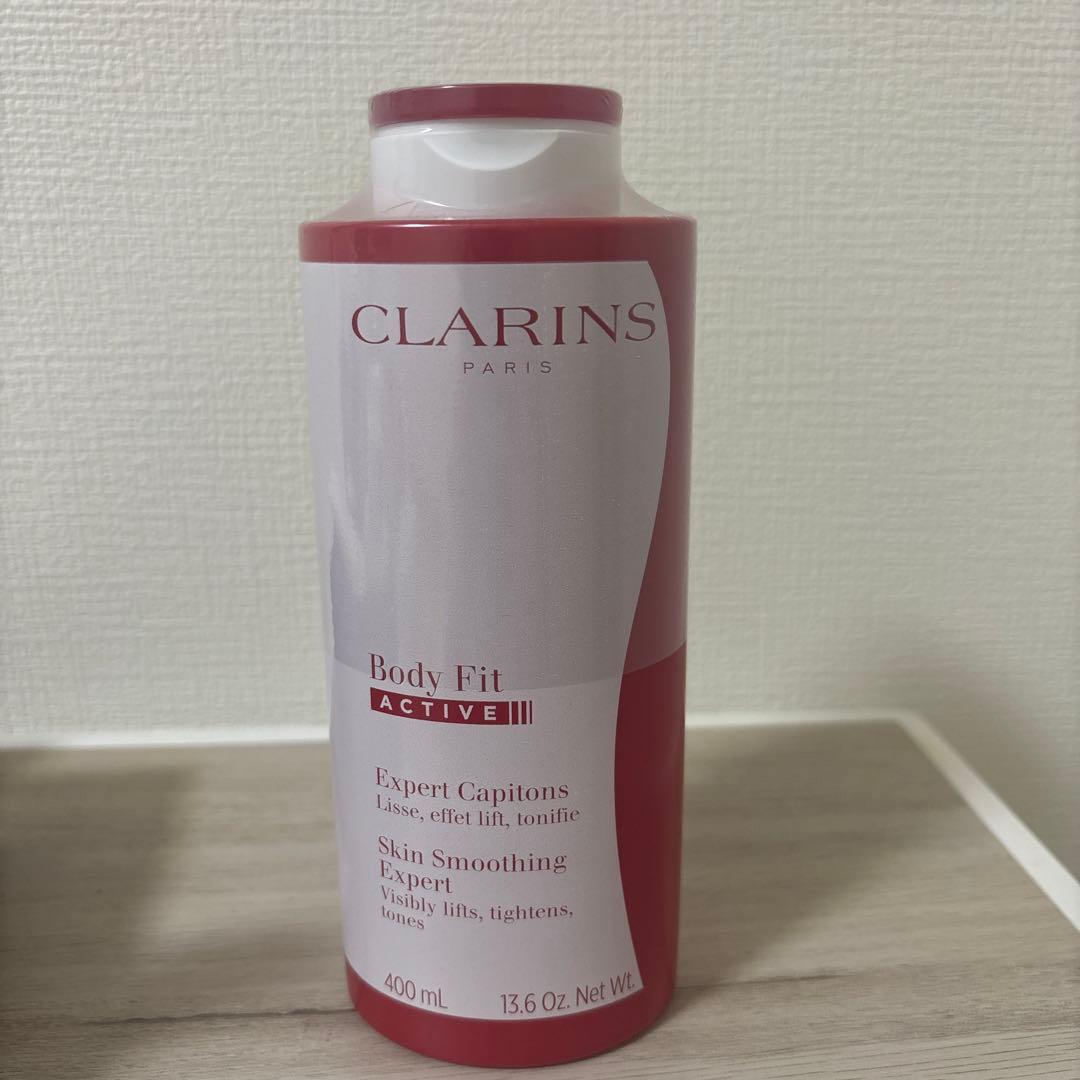 CLARINS
PARIS
Body Fit
ACTIVE
Expert Capitons
Lisse, effet lift, tonifie
Skin Smoothing
Expert
Visibly lifts, tightens,
tones
400 mL 13.6 Oz. Net Wt.